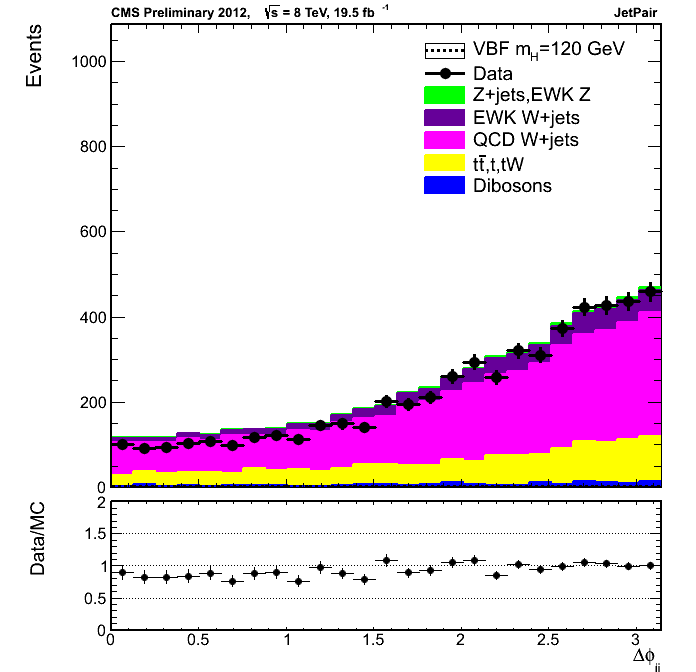 CMS Preliminary 2012, √s = 8 TeV, 19.5 fb⁻¹ JetPair
Events
1000
800
600
400
200
0
VBF m_H=120 GeV
Data
Z+jets,EWK Z
EWK W+jets
QCD W+jets
tt̄,t,tW
Dibosons
Data/MC
2
1.5
1
0.5
0
0 0.5 1 1.5 2 2.5 3
Δϕ_jj